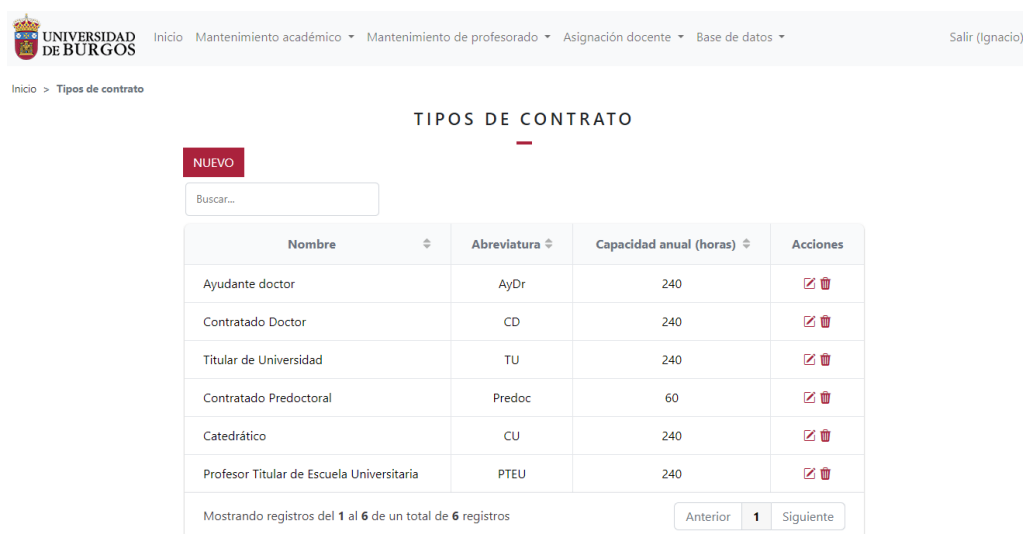 UNIVERSIDAD
DE BURGOS
Inicio Mantenimiento académico Mantenimiento de profesorado Asignación docente Base de datos Salir (Ignacio)
Inicio > Tipos de contrato
TIPOS DE CONTRATO
NUEVO
Buscar...
Nombre Abreviatura Capacidad anual (horas) Acciones
Ayudante doctor AyDr 240
Contratado Doctor CD 240
Titular de Universidad TU 240
Contratado Predoctoral Predoc 60
Catedrático CU 240
Profesor Titular de Escuela Universitaria PTEU 240
Mostrando registros del 1 al 6 de un total de 6 registros Anterior 1 Siguiente